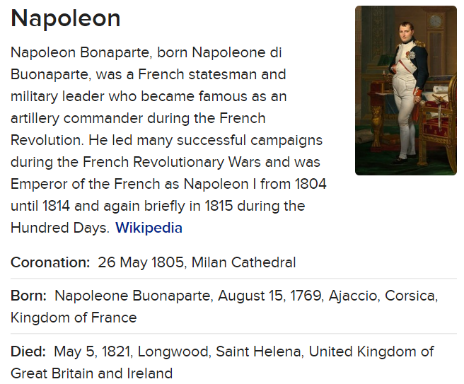 Napoleon
Napoleon Bonaparte, born Napoleone di
Buonaparte, was a French statesman and
military leader who became famous as an
artillery commander during the French
Revolution. He led many successful campaigns
during the French Revolutionary Wars and was
Emperor of the French as Napoleon I from 1804
until 1814 and again briefly in 1815 during the
Hundred Days. Wikipedia
Coronation: 26 May 1805, Milan Cathedral
Born: Napoleone Buonaparte, August 15, 1769, Ajaccio, Corsica,
Kingdom of France
Died: May 5, 1821, Longwood, Saint Helena, United Kingdom of
Great Britain and Ireland